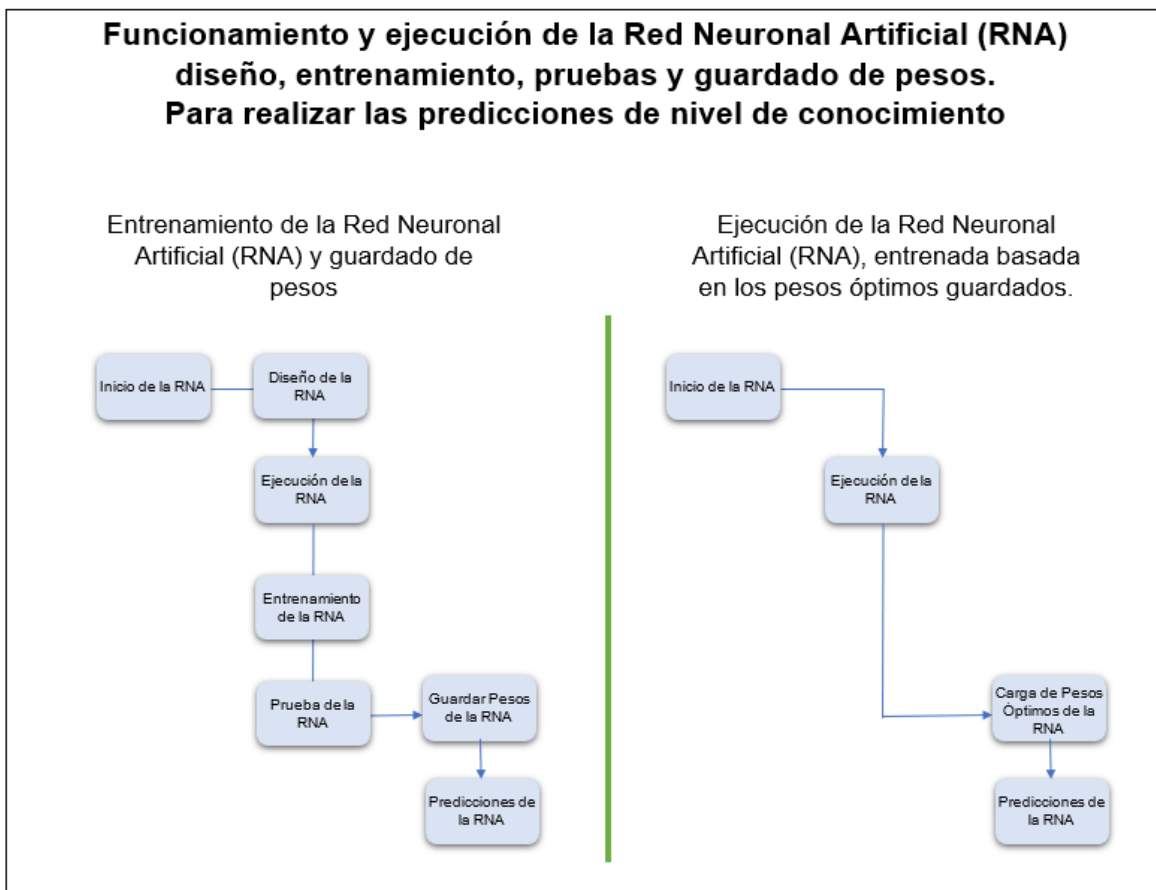 Funcionamiento y ejecución de la Red Neuronal Artificial (RNA)
diseño, entrenamiento, pruebas y guardado de pesos.
Para realizar las predicciones de nivel de conocimiento
Entrenamiento de la Red Neuronal
Artificial (RNA) y guardado de
pesos
Inicio de la RNA
Diseño de la
RNA
Ejecución de la
RNA
Entrenamiento
de la RNA
Prueba de la
RNA
Guardar Pesos
de la RNA
Predicciones de
la RNA
Ejecución de la Red Neuronal
Artificial (RNA), entrenada basada
en los pesos óptimos guardados.
Inicio de la RNA
Ejecución de la
RNA
Carga de Pesos
Óptimos de la
RNA
Predicciones de
la RNA